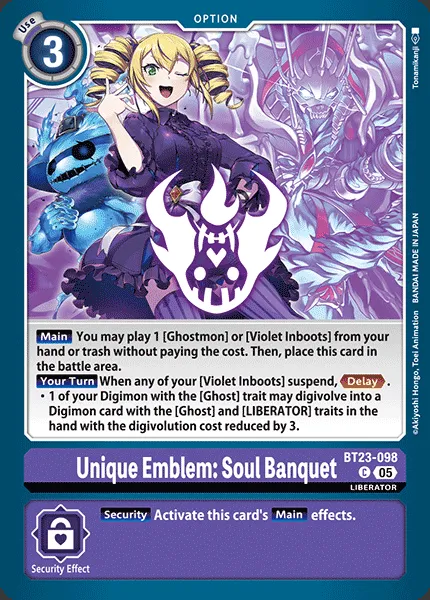 OPTION
Use
3
Tonamikanji
Main You may play 1 [Ghostmon] or [Violet Inboots] from your
hand or trash without paying the cost. Then, place this card in
the battle area.
Your Turn When any of your [Violet Inboots] suspend, Delay.
・1 of your Digimon with the [Ghost] trait may digivolve into a
Digimon card with the [Ghost] and [LIBERATOR] traits in the
hand with the digivolution cost reduced by 3.
©Akiyoshi Hongo, Toei Animation BANDAI MADE IN JAPAN
Unique Emblem: Soul Banquet
BT23-098
C 05
LIBERATOR
Security Activate this card's Main effects.
Security Effect